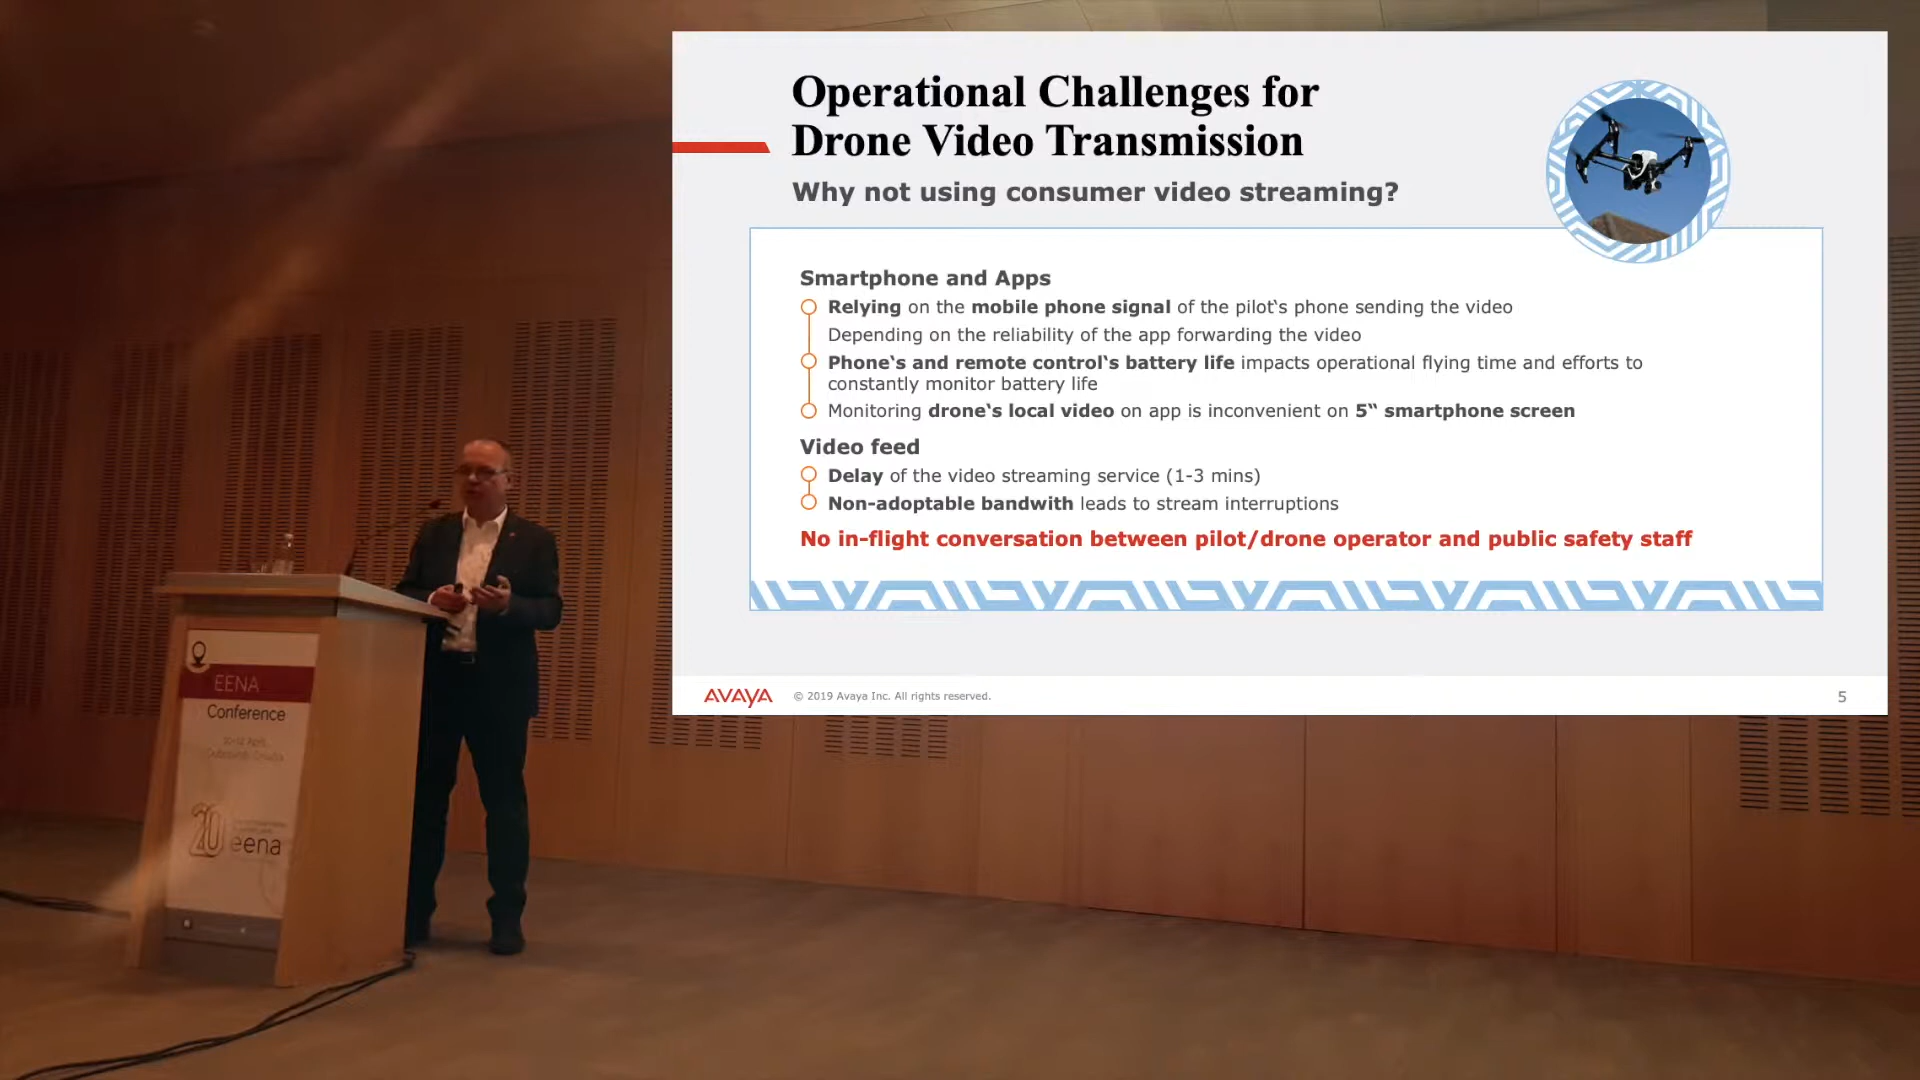 Operational Challenges for
Drone Video Transmission
Why not using consumer video streaming?
Smartphone and Apps
Relying on the mobile phone signal of the pilot‘s phone sending the video
Depending on the reliability of the app forwarding the video
Phone‘s and remote control‘s battery life impacts operational flying time and efforts to
constantly monitor battery life
Monitoring drone‘s local video on app is inconvenient on 5“ smartphone screen
Video feed
Delay of the video streaming service (1-3 mins)
Non-adoptable bandwith leads to stream interruptions
No in-flight conversation between pilot/drone operator and public safety staff
AVAYA
© 2019 Avaya Inc. All rights reserved.
5
EENA
Conference
20
eena